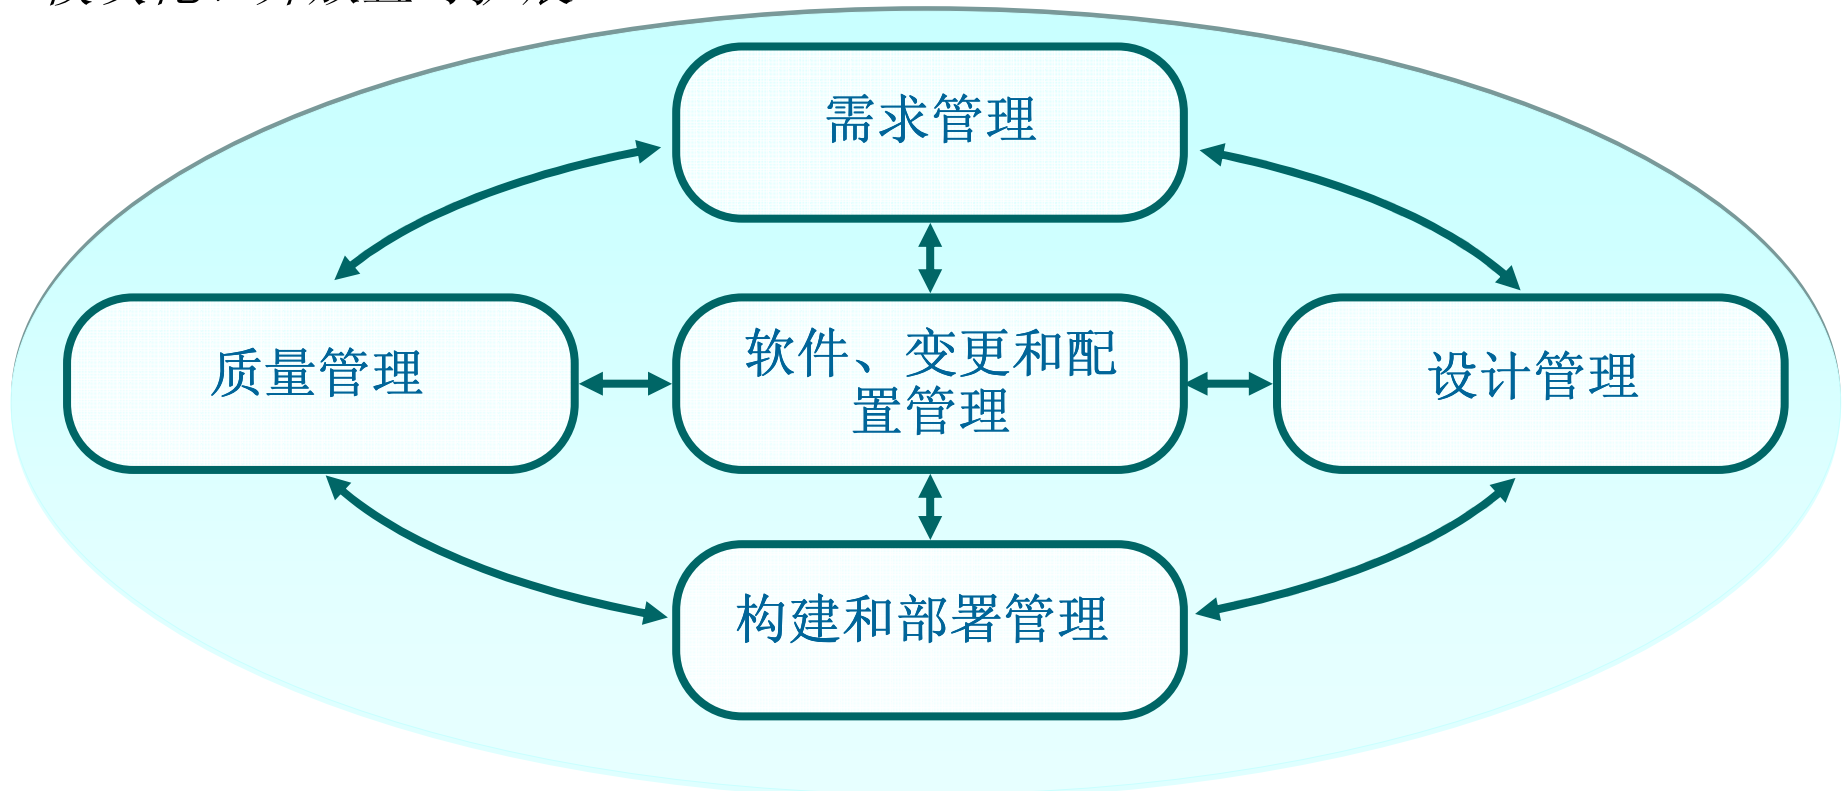 需求管理
质量管理
软件、变更和配
置管理
设计管理
构建和部署管理